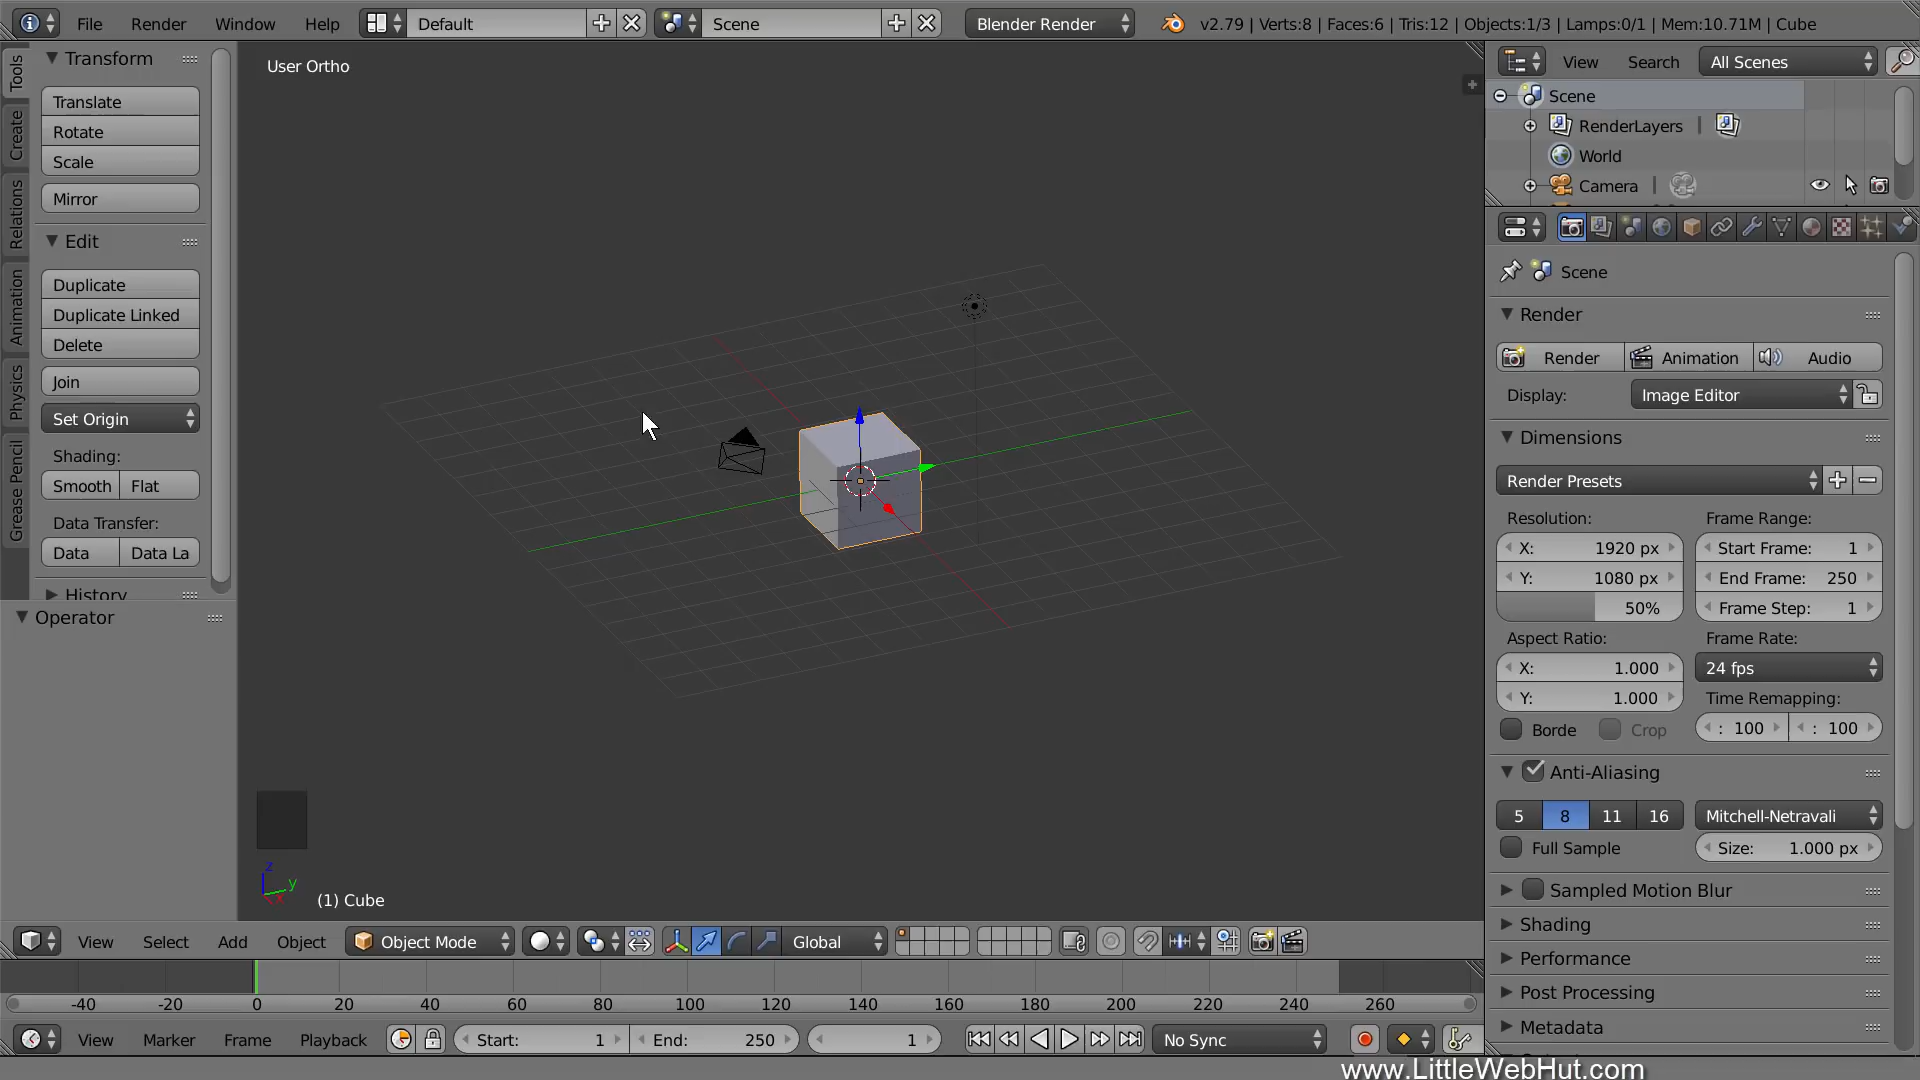 File Render Window Help Default Scene Blender Render v2.79 | Verts:8 | Faces:6 | Tris:12 | Objects:1/3 | Lamps:0/1 | Mem:10.71M | Cube
Tools
Create
Relations
Animation
Physics
Grease Pencil
Transform
Translate
Rotate
Scale
Mirror
Edit
Duplicate
Duplicate Linked
Delete
Join
Set Origin
Shading:
Smooth Flat
Data Transfer:
Data Data La
History
Operator
User Ortho
z
y
x
(1) Cube
View Search All Scenes
Scene
RenderLayers
World
Camera
Scene
Render
Render Animation Audio
Display: Image Editor
Dimensions
Render Presets
Resolution: Frame Range:
X: 1920 px Start Frame: 1
Y: 1080 px End Frame: 250
50% Frame Step: 1
Aspect Ratio: Frame Rate:
X: 1.000 24 fps
Y: 1.000 Time Remapping:
Borde Crop : 100 : 100
Anti-Aliasing
5 8 11 16 Mitchell-Netravali
Full Sample Size: 1.000 px
Sampled Motion Blur
Shading
Performance
Post Processing
Metadata
View Select Add Object Object Mode Global
-40 -20 0 20 40 60 80 100 120 140 160 180 200 220 240 260
View Marker Frame Playback Start: 1 End: 250 1 No Sync
www.LittleWebHut.com